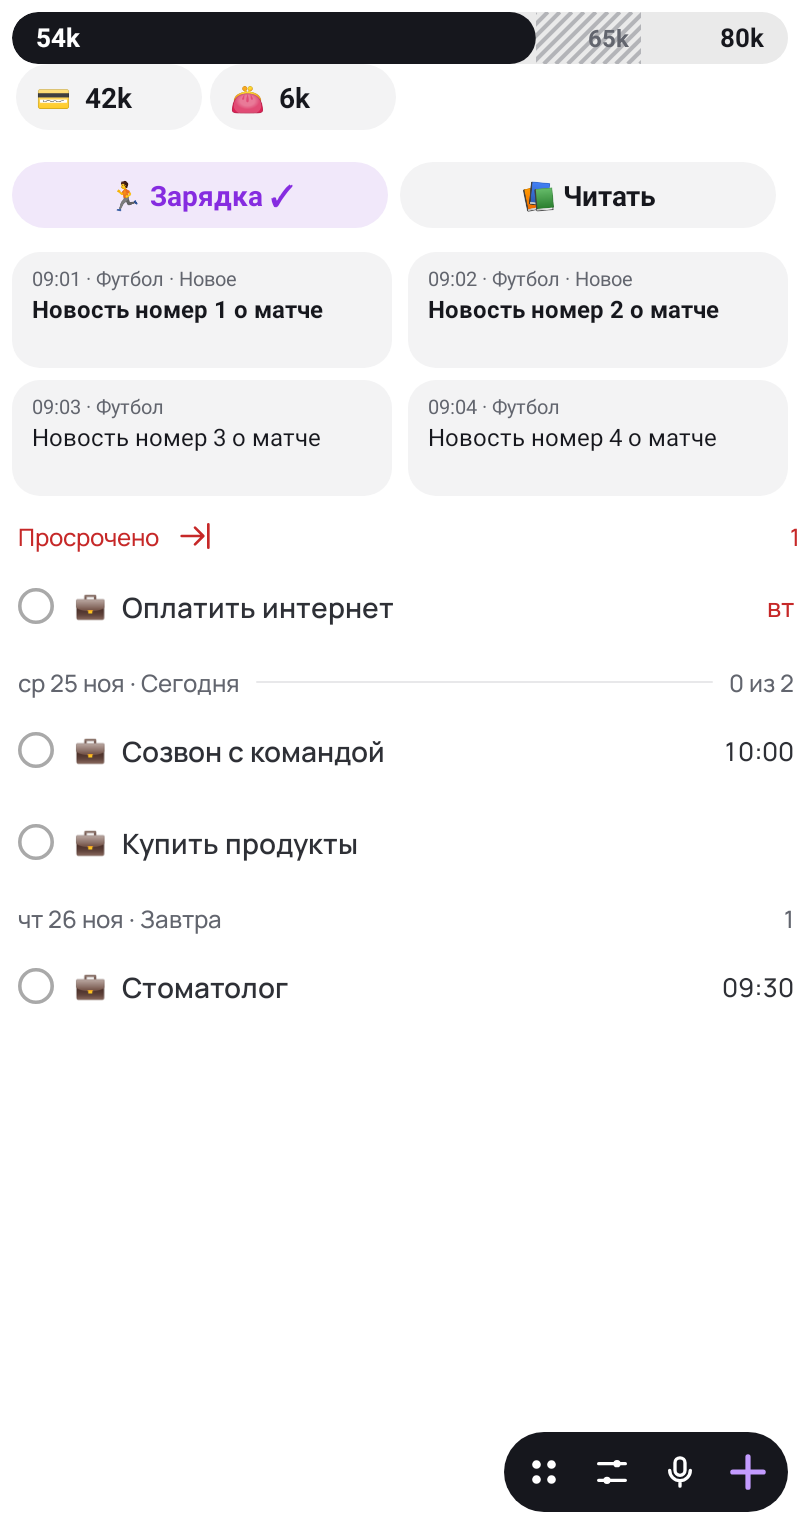 54k 65k 80k
💳 42k 👛 6k
🏃 Зарядка ✓ 📚 Читать
09:01 · Футбол · Новое
Новость номер 1 о матче
09:02 · Футбол · Новое
Новость номер 2 о матче
09:03 · Футбол
Новость номер 3 о матче
09:04 · Футбол
Новость номер 4 о матче
Просрочено 1
Оплатить интернет вт
ср 25 ноя · Сегодня 0 из 2
Созвон с командой 10:00
Купить продукты
чт 26 ноя · Завтра 1
Стоматолог 09:30